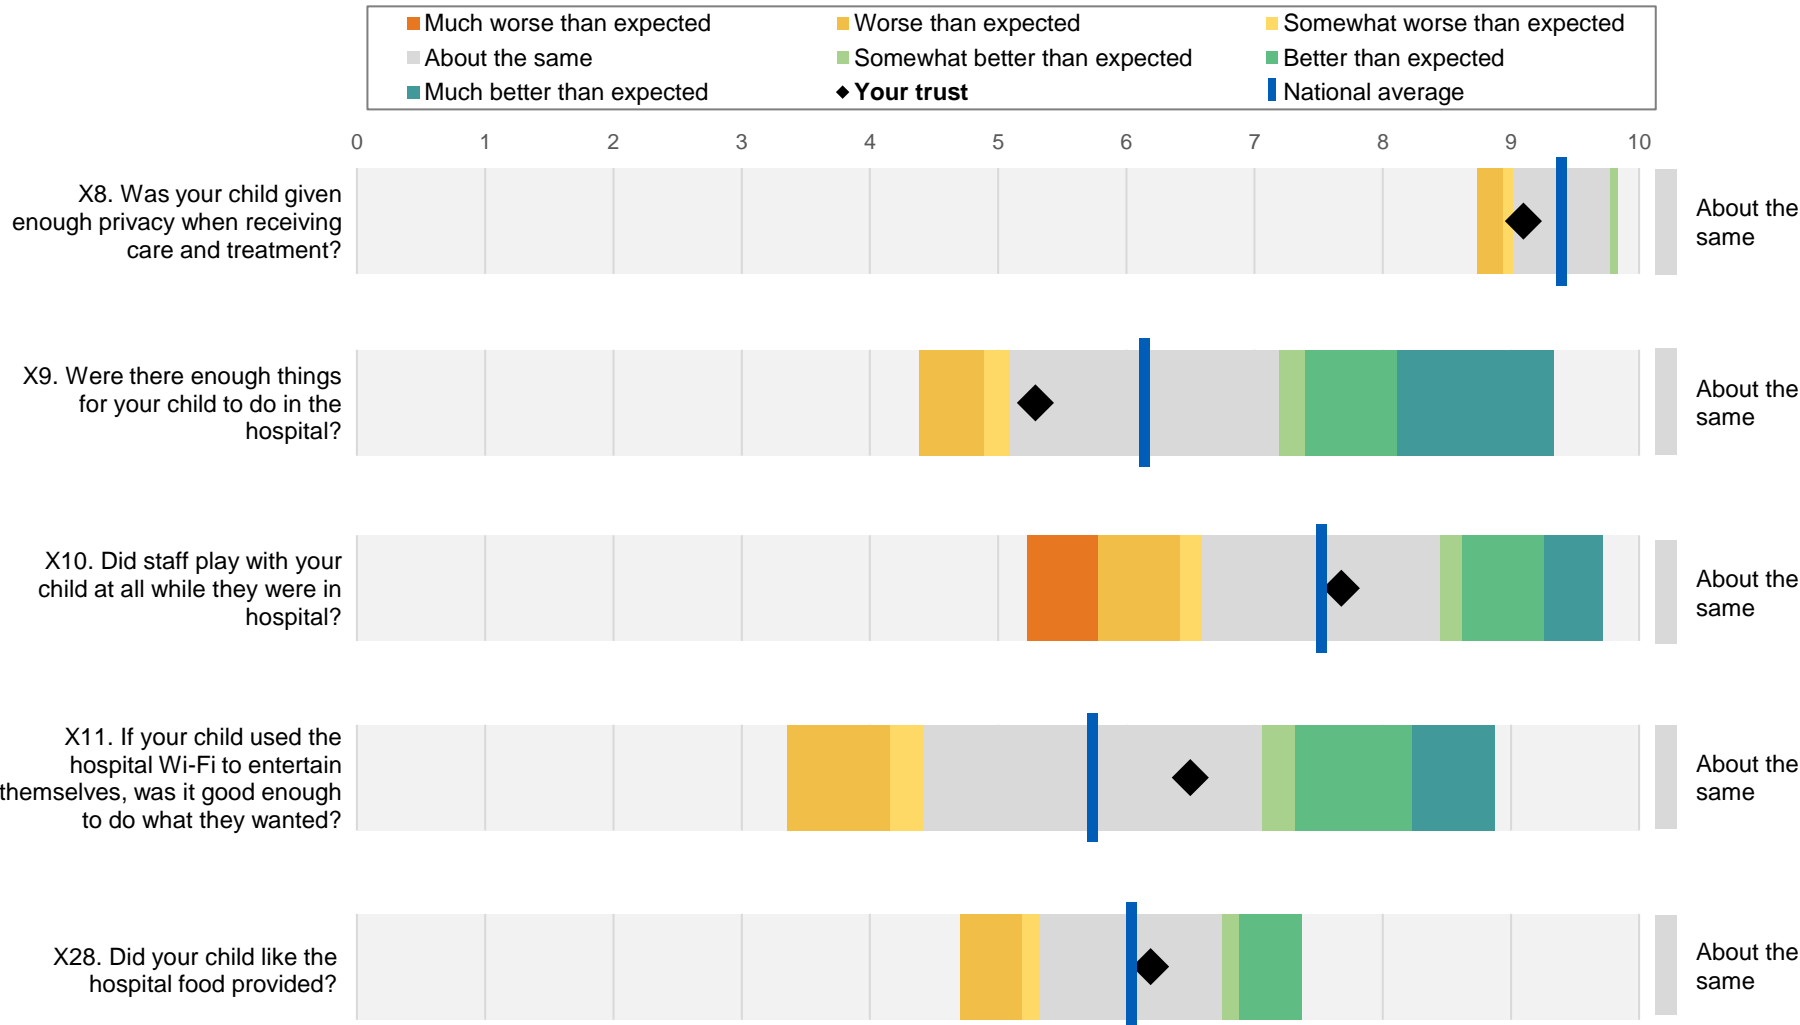 Much worse than expected
Worse than expected
Somewhat worse than expected
About the same
Somewhat better than expected
Better than expected
Much better than expected
Your trust
National average
0 1 2 3 4 5 6 7 8 9 10
X8. Was your child given
enough privacy when receiving
care and treatment?
About the
same
X9. Were there enough things
for your child to do in the
hospital?
About the
same
X10. Did staff play with your
child at all while they were in
hospital?
About the
same
X11. If your child used the
hospital Wi-Fi to entertain
themselves, was it good enough
to do what they wanted?
About the
same
X28. Did your child like the
hospital food provided?
About the
same